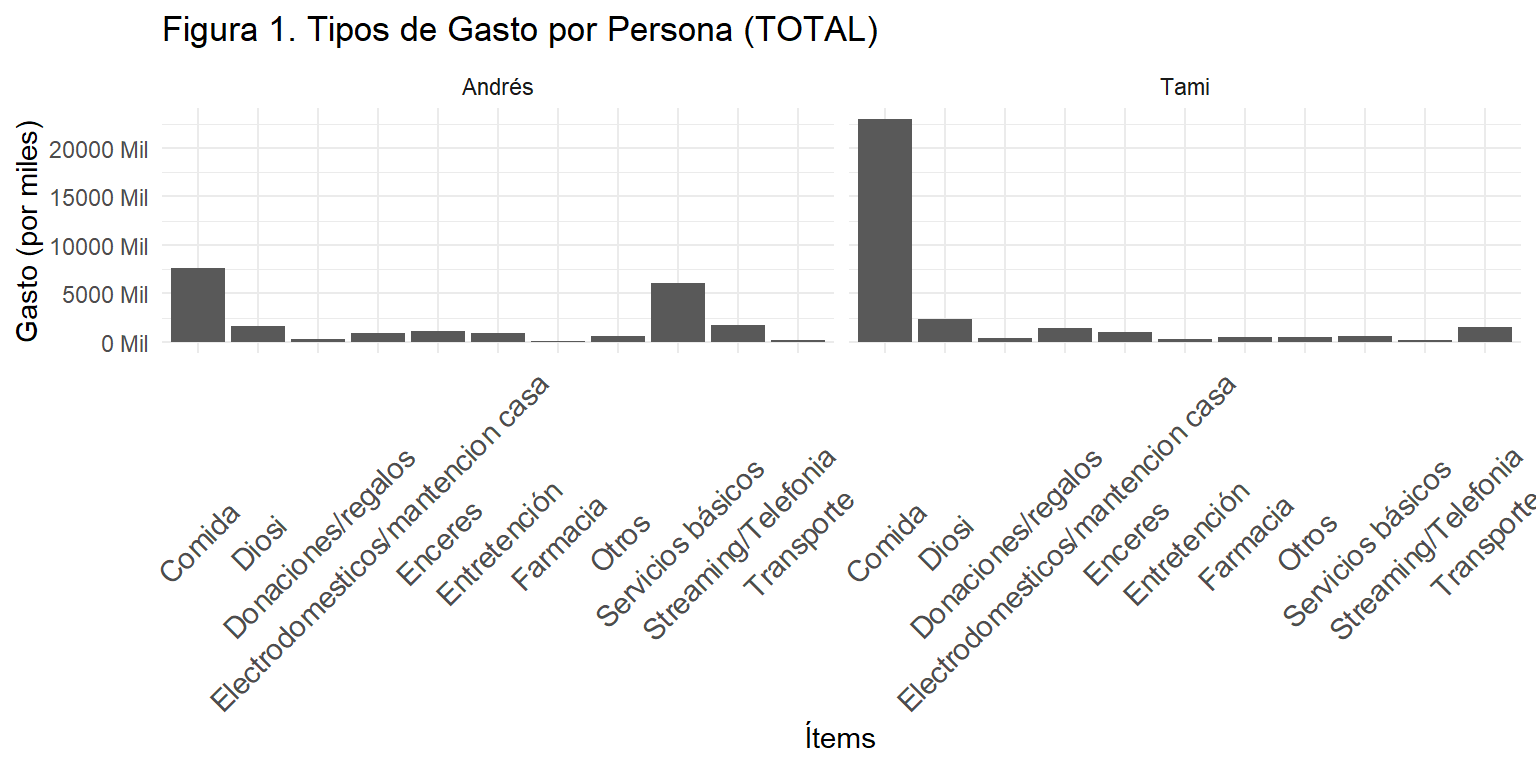 Figura 1. Tipos de Gasto por Persona (TOTAL)
Andrés
Tami
Gasto (por miles)
20000 Mil
15000 Mil
10000 Mil
5000 Mil
0 Mil
Comida
Diosi
Donaciones/regalos
Electrodomesticos/mantencion casa
Enceres
Entretención
Farmacia
Otros
Servicios básicos
Streaming/Telefonia
Transporte
Comida
Diosi
Donaciones/regalos
Electrodomesticos/mantencion casa
Enceres
Entretención
Farmacia
Otros
Servicios básicos
Streaming/Telefonia
Transporte
Ítems